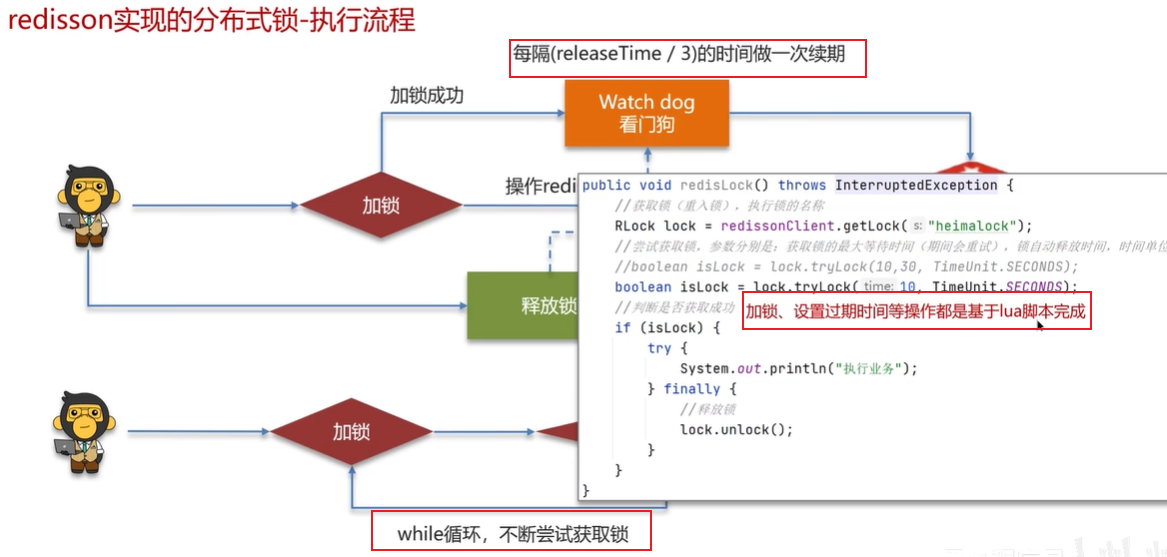 redisson实现的分布式锁-执行流程
每隔(releaseTime / 3)的时间做一次续期
加锁成功
Watch dog
看门狗
加锁
操作redi
释放锁
public void redisLock() throws InterruptedException {
//获取锁（重入锁），执行锁的名称
RLock lock = redissonClient.getLock( s: "heimalock");
//尝试获取锁，参数分别是：获取锁的最大等待时间（期间会重试），锁自动释放时间，时间单位
//boolean isLock = lock.tryLock(10,30, TimeUnit.SECONDS);
boolean isLock = lock.tryLock( time: 10, TimeUnit.SECONDS);
//判断是否获取成功
加锁、设置过期时间等操作都是基于lua脚本完成
if (isLock) {
try {
System.out.println("执行业务");
} finally {
//释放锁
lock.unlock();
}
}
}
加锁
while循环，不断尝试获取锁